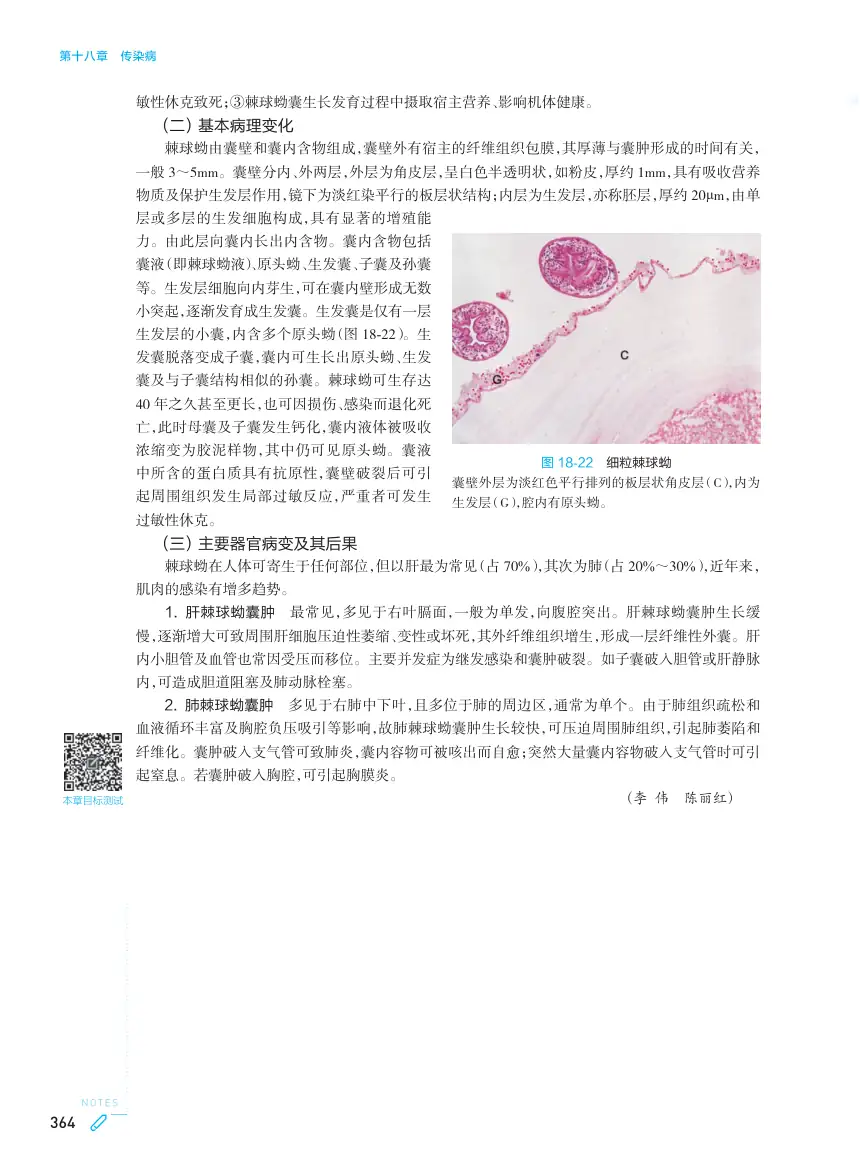 第十八章 传染病
敏性休克致死;③棘球蚴囊生长发育过程中摄取宿主营养、影响机体健康。
(二)基本病理变化
棘球蚴由囊壁和囊内含物组成,囊壁外有宿主的纤维组织包膜,其厚薄与囊肿形成的时间有关,
一般 3～5mm。囊壁分内、外两层,外层为角皮层,呈白色半透明状,如粉皮,厚约 1mm,具有吸收营养
物质及保护生发层作用,镜下为淡红染平行的板层状结构;内层为生发层,亦称胚层,厚约 20μm,由单
层或多层的生发细胞构成,具有显著的增殖能
力。由此层向囊内长出内含物。囊内含物包括
囊液(即棘球蚴液)、原头蚴、生发囊、子囊及孙囊
等。生发层细胞向内芽生,可在囊内壁形成无数
小突起,逐渐发育成生发囊。生发囊是仅有一层
生发层的小囊,内含多个原头蚴(图 18-22)。生
发囊脱落变成子囊,囊内可生长出原头蚴、生发
囊及与子囊结构相似的孙囊。棘球蚴可生存达
40 年之久甚至更长,也可因损伤、感染而退化死
亡,此时母囊及子囊发生钙化,囊内液体被吸收
浓缩变为胶泥样物,其中仍可见原头蚴。囊液
中所含的蛋白质具有抗原性,囊壁破裂后可引
起周围组织发生局部过敏反应,严重者可发生
过敏性休克。
C
G
图 18-22 细粒棘球蚴
囊壁外层为淡红色平行排列的板层状角皮层(C),内为
生发层(G),腔内有原头蚴。
(三)主要器官病变及其后果
棘球蚴在人体可寄生于任何部位,但以肝最为常见(占 70%),其次为肺(占 20%～30%),近年来,
肌肉的感染有增多趋势。
1. 肝棘球蚴囊肿 最常见,多见于右叶膈面,一般为单发,向腹腔突出。肝棘球蚴囊肿生长缓
慢,逐渐增大可致周围肝细胞压迫性萎缩、变性或坏死,其外纤维组织增生,形成一层纤维性外囊。肝
内小胆管及血管也常因受压而移位。主要并发症为继发感染和囊肿破裂。如子囊破入胆管或肝静脉
内,可造成胆道阻塞及肺动脉栓塞。
2. 肺棘球蚴囊肿 多见于右肺中下叶,且多位于肺的周边区,通常为单个。由于肺组织疏松和
血液循环丰富及胸腔负压吸引等影响,故肺棘球蚴囊肿生长较快,可压迫周围肺组织,引起肺萎陷和
纤维化。囊肿破入支气管可致肺炎,囊内容物可被咳出而自愈;突然大量囊内容物破入支气管时可引
起窒息。若囊肿破入胸腔,可引起胸膜炎。
本章目标测试
(李 伟 陈丽红)
NOTES
364